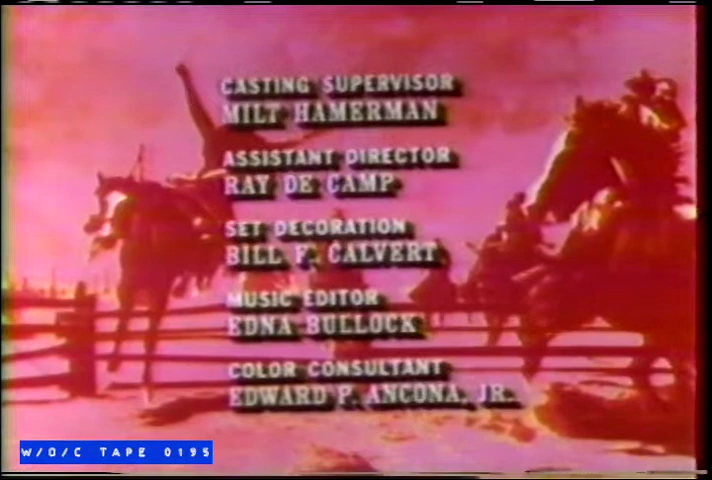 CASTING SUPERVISOR
MILT HAMERMAN
ASSISTANT DIRECTOR
RAY DE CAMP
SET DECORATION
BILL F. CALVERT
MUSIC EDITOR
EDNA BULLOCK
COLOR CONSULTANT
EDWARD P. ANCONA, JR.
W/O/C TAPE 0195